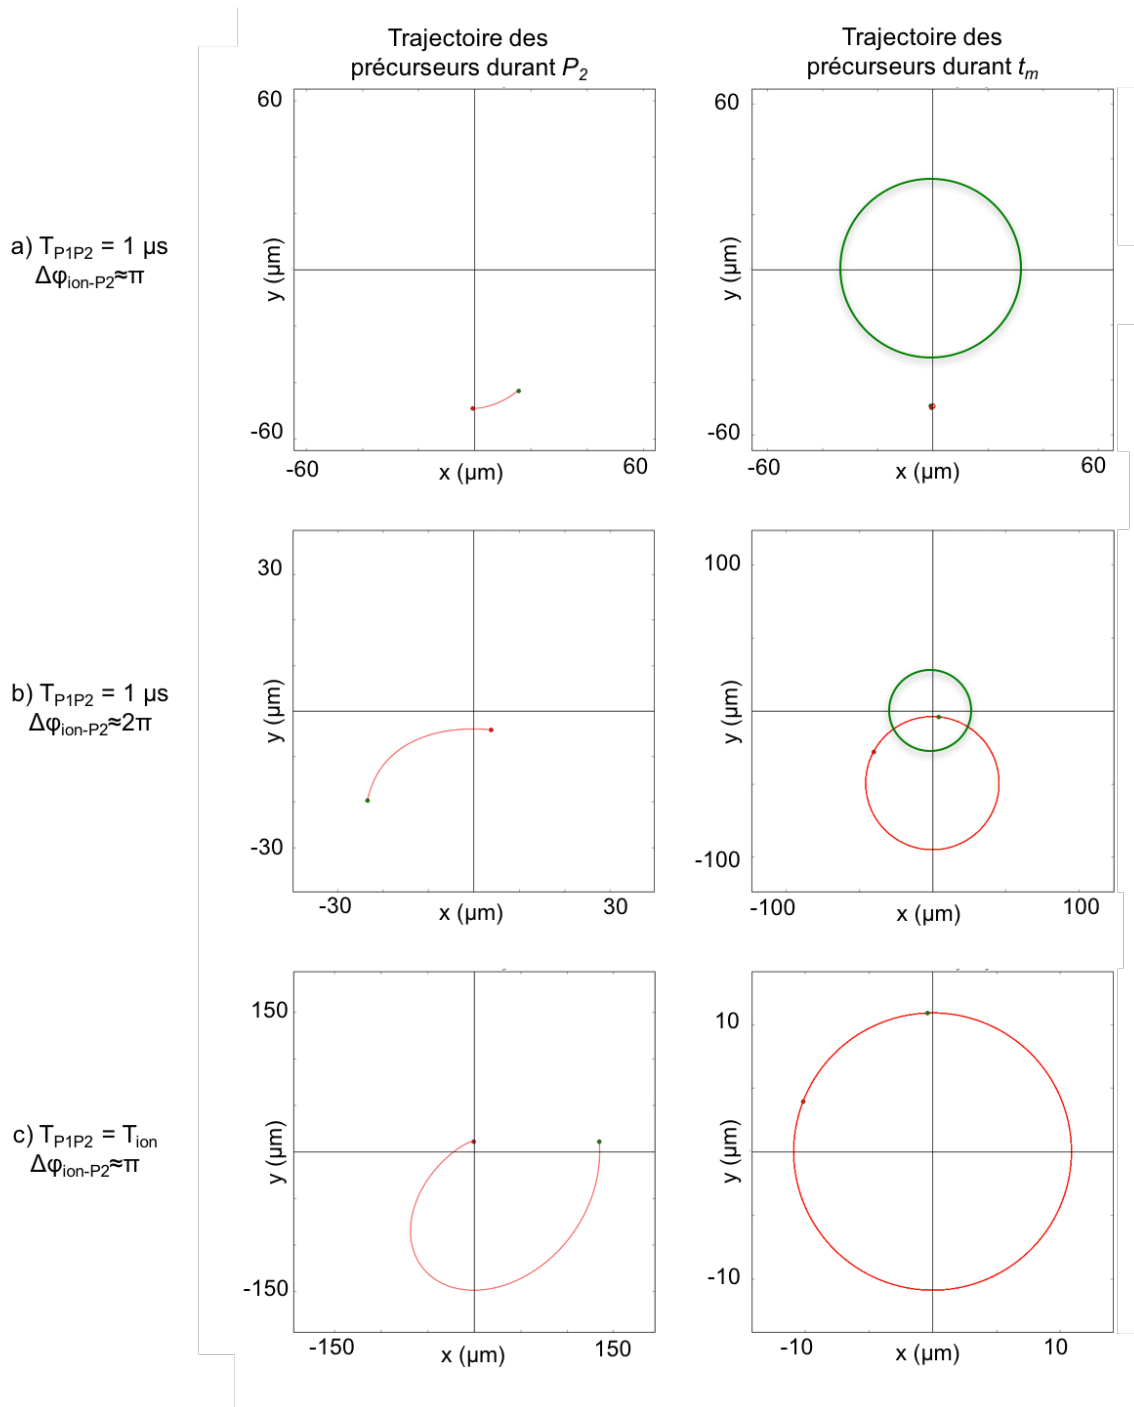 Trajectoire des
précurseurs durant P2
Trajectoire des
précurseurs durant tm
a) TP1P2 = 1 µs
Δφion-P2≈π
60
-60
-60
60
x (µm)
y (µm)
60
-60
-60
60
x (µm)
y (µm)
b) TP1P2 = 1 µs
Δφion-P2≈2π
30
-30
-30
30
x (µm)
y (µm)
100
-100
-100
100
x (µm)
y (µm)
c) TP1P2 = Tion
Δφion-P2≈π
150
-150
-150
150
x (µm)
y (µm)
10
-10
-10
10
x (µm)
y (µm)